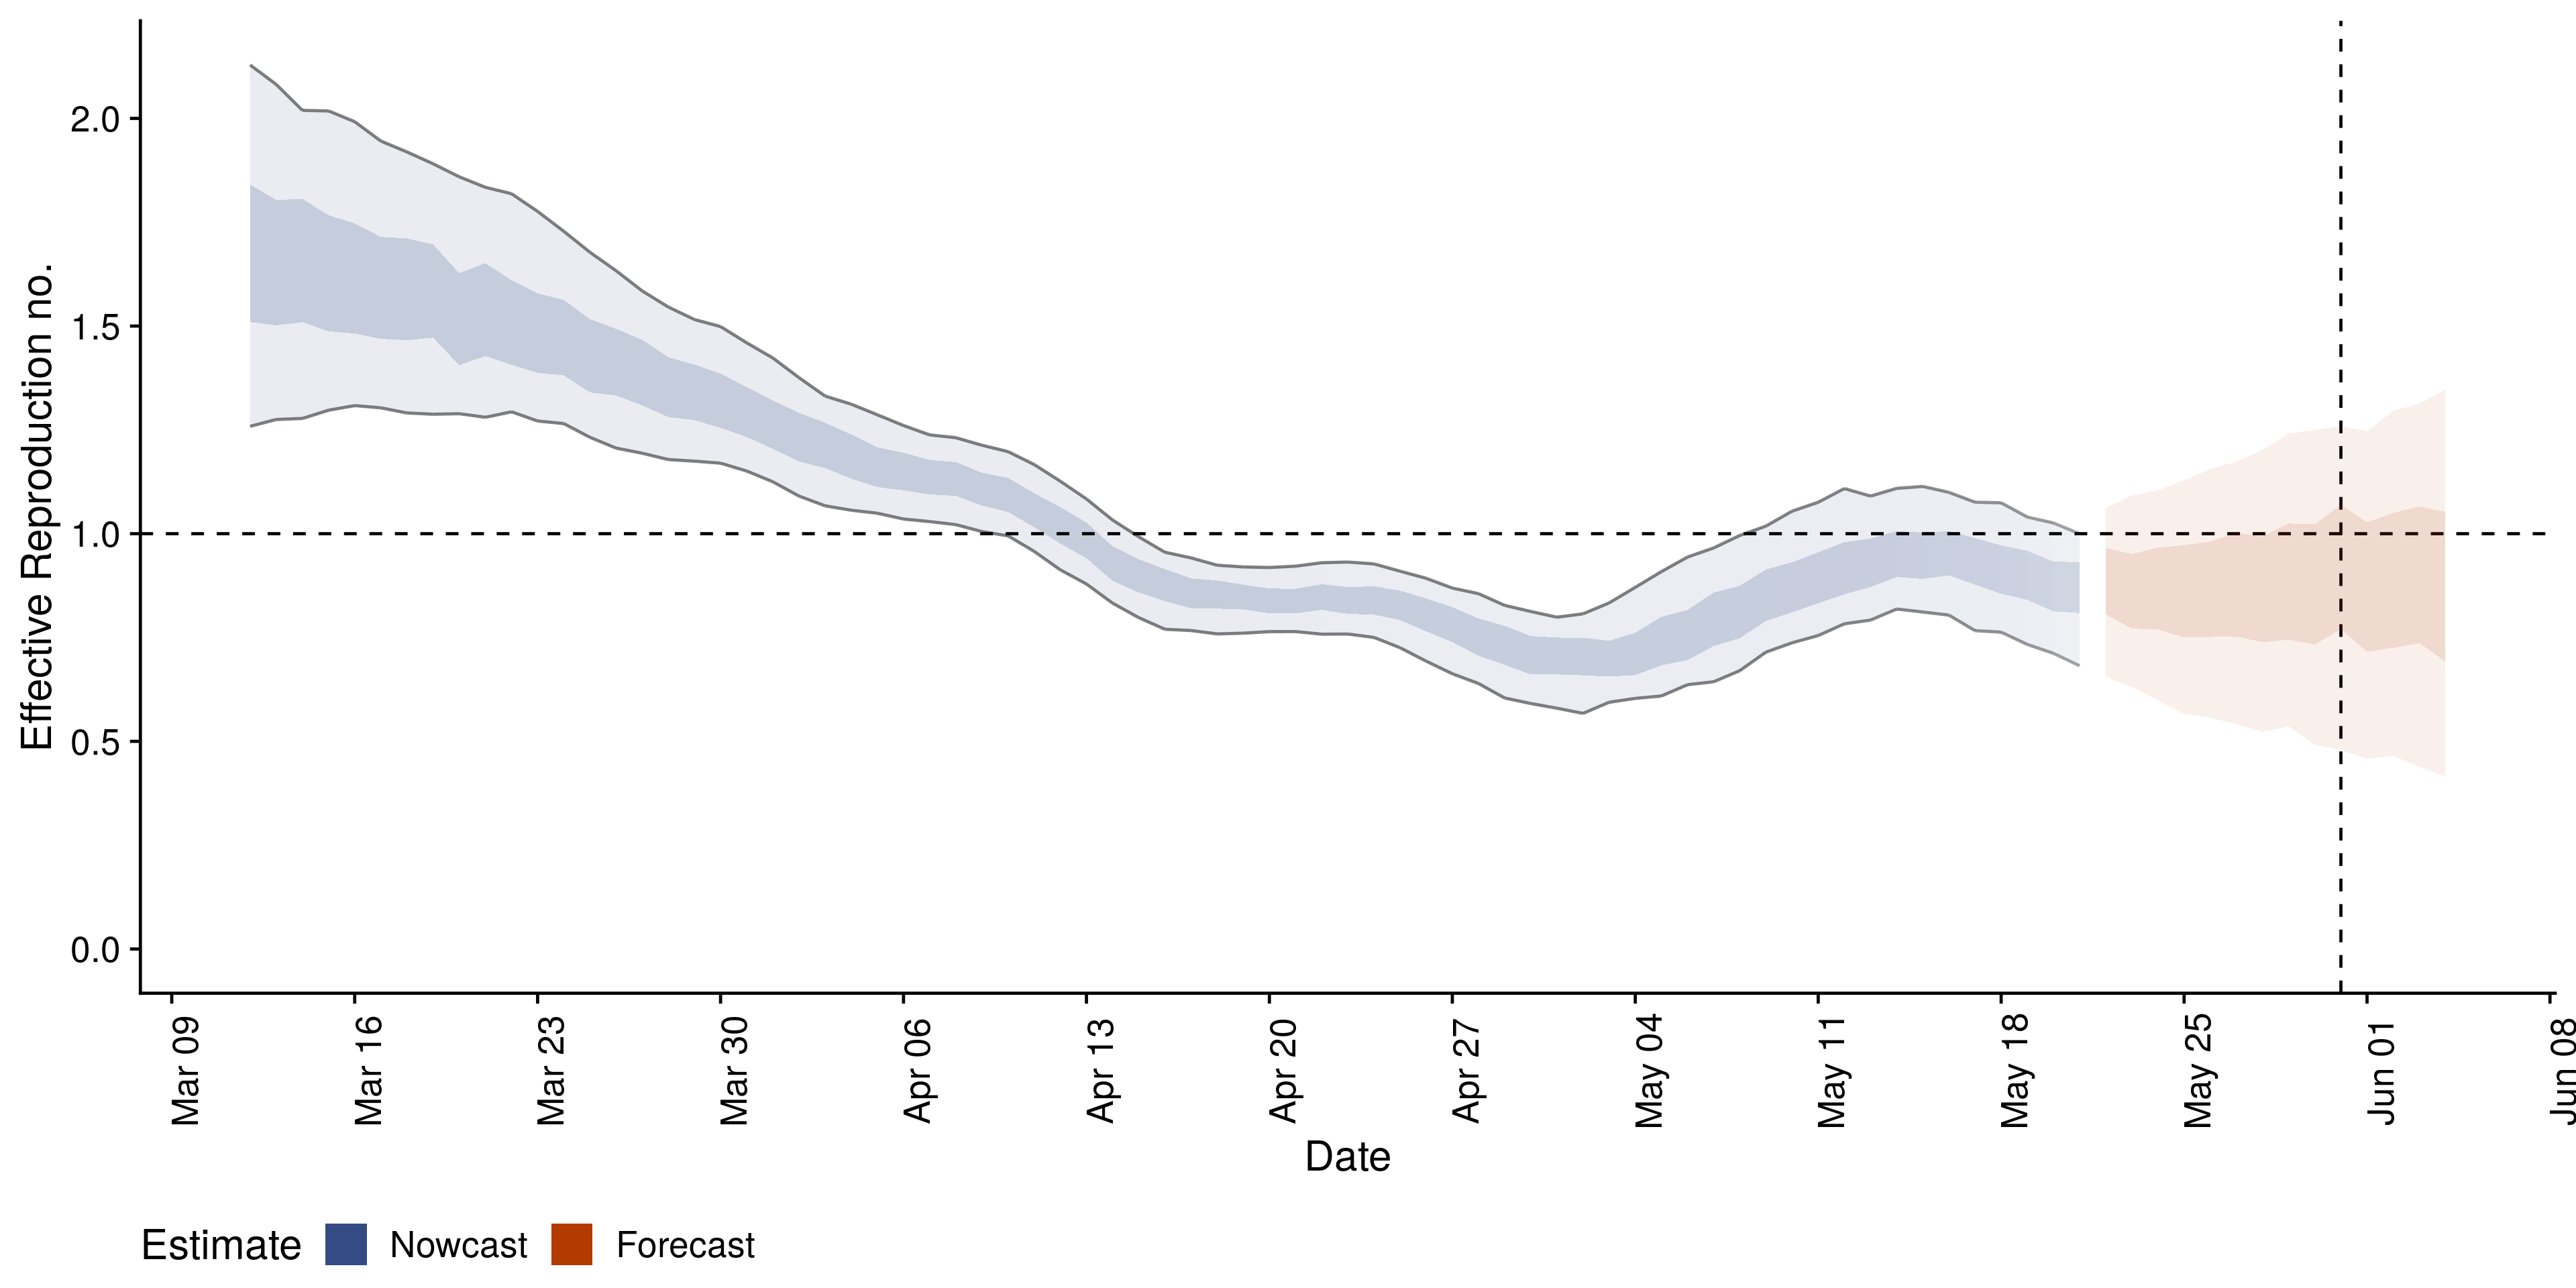 Effective Reproduction no.
2.0
1.5
1.0
0.5
0.0
Mar 09
Mar 16
Mar 23
Mar 30
Apr 06
Apr 13
Apr 20
Apr 27
May 04
May 11
May 18
May 25
Jun 01
Jun 08
Date
Estimate Nowcast Forecast